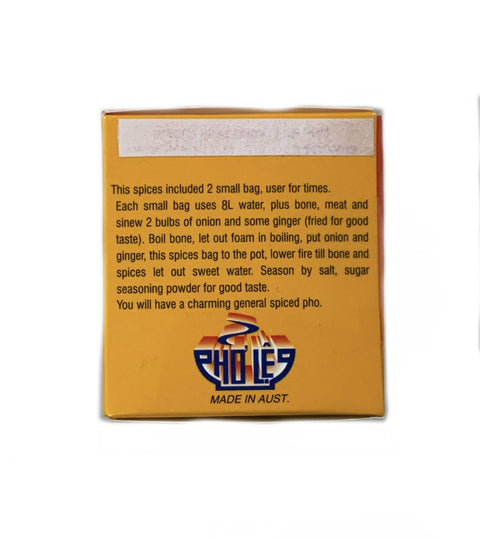 This spices included 2 small bag, user for times.
Each small bag uses 8L water, plus bone, meat and
sinew 2 bulbs of onion and some ginger (fried for good
taste). Boil bone, let out foam in boiling, put onion and
ginger, this spices bag to the pot, lower fire till bone and
spices let out sweet water. Season by salt, sugar
seasoning powder for good taste.
You will have a charming general spiced pho.
PHỞ LỆ
MADE IN AUST.